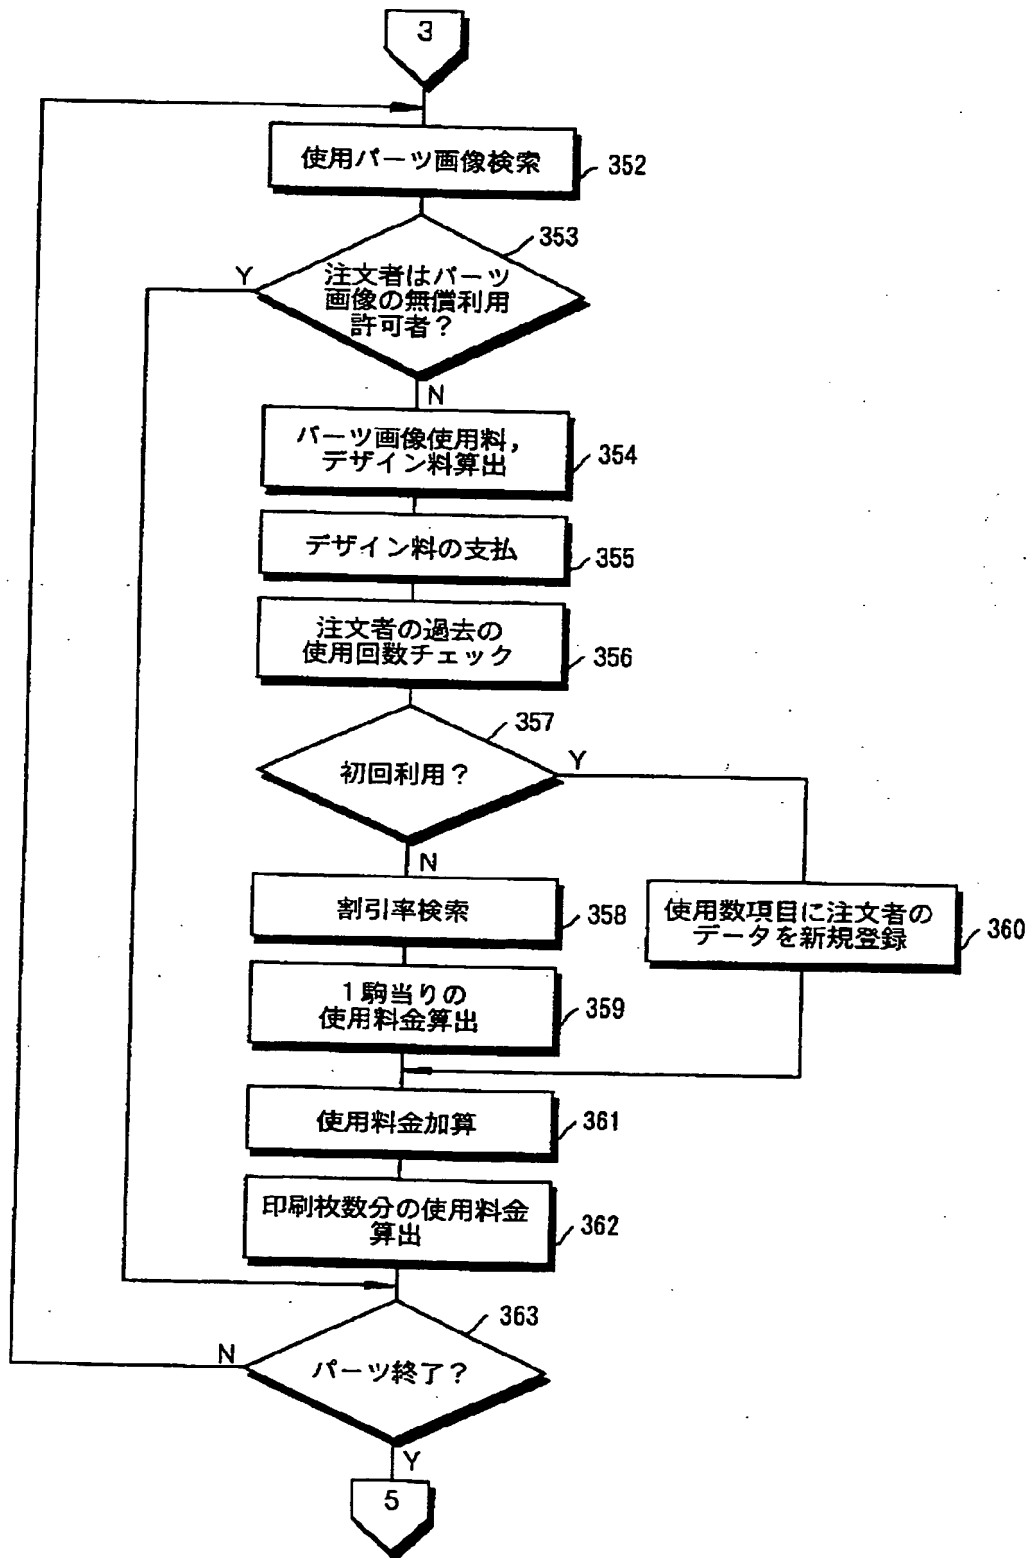 3
使用パーツ画像検索
352
353
Y
注文者はパーツ
画像の無償利用
許可者?
N
パーツ画像使用料,
デザイン料算出
354
デザイン料の支払
355
注文者の過去の
使用回数チェック
356
357
初回利用?
Y
N
割引率検索
358
使用数項目に注文者の
データを新規登録
360
1駒当りの
使用料金算出
359
使用料金加算
361
印刷枚数分の使用料金
算出
362
363
N
パーツ終了?
Y
5